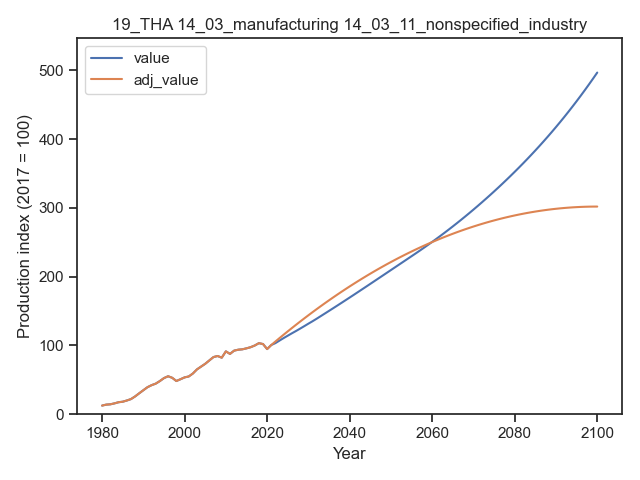 19_THA 14_03_manufacturing 14_03_11_nonspecified_industry
value
adj_value
Production index (2017 = 100)
500
400
300
200
100
0
1980 2000 2020 2040 2060 2080 2100
Year